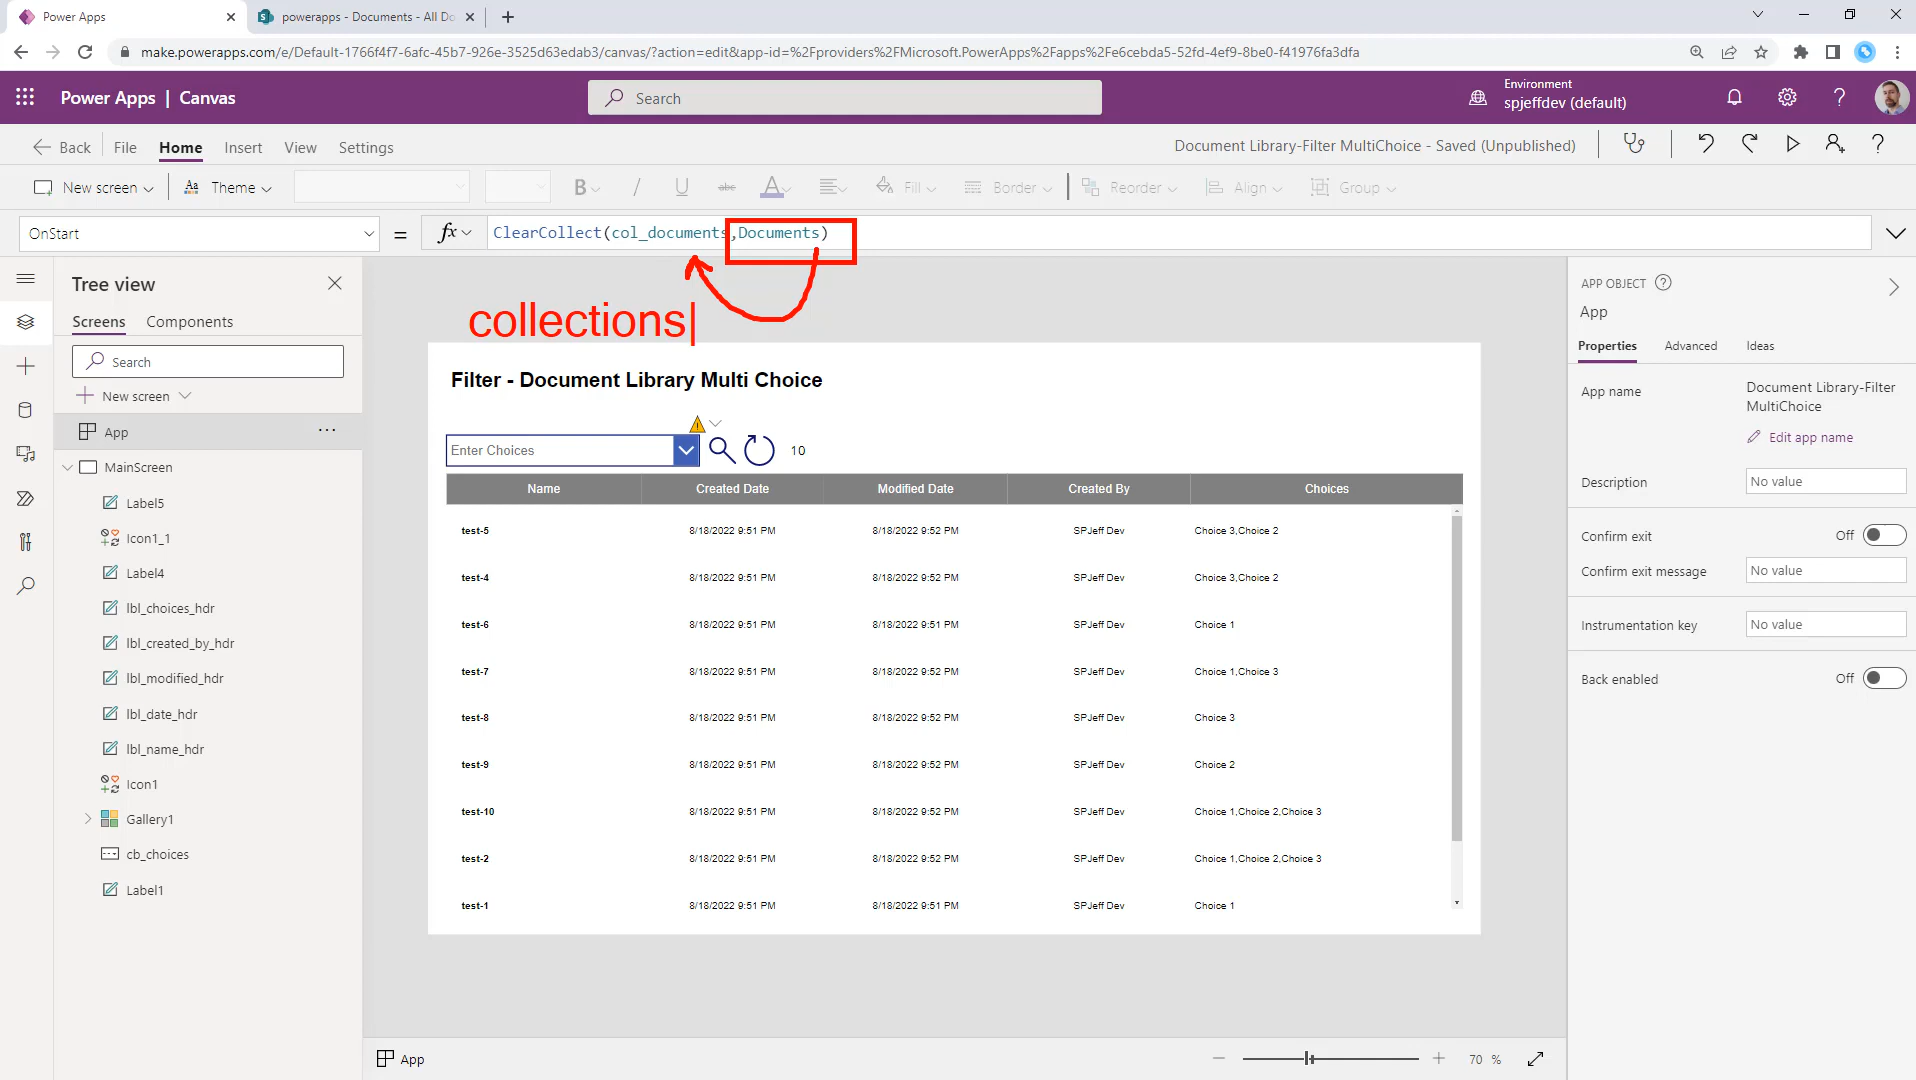 Power Apps
powerapps - Documents - All Do
make.powerapps.com/e/Default-1766f4f7-6afc-45b7-926e-3525d63edab3/canvas/?action=edit&app-id=%2Fproviders%2FMicrosoft.PowerApps%2Fapps%2Fe6cebda5-52fd-4ef9-8be0-f41976fa3dfa
Power Apps | Canvas
Search
Environment
spjeffdev (default)
Back
File
Home
Insert
View
Settings
Document Library-Filter MultiChoice - Saved (Unpublished)
New screen
Theme
B
/
U
abc
A
Fill
Border
Reorder
Align
Group
OnStart
=
fx
ClearCollect(col_documents,Documents)
Tree view
Screens
Components
Search
New screen
App
MainScreen
Label5
Icon1_1
Label4
lbl_choices_hdr
lbl_created_by_hdr
lbl_modified_hdr
lbl_date_hdr
lbl_name_hdr
Icon1
Gallery1
cb_choices
Label1
collections
Filter - Document Library Multi Choice
Enter Choices
10
Name Created Date Modified Date Created By Choices
test-5 8/18/2022 9:51 PM 8/18/2022 9:52 PM SPJeff Dev Choice 3,Choice 2
test-4 8/18/2022 9:51 PM 8/18/2022 9:52 PM SPJeff Dev Choice 3,Choice 2
test-6 8/18/2022 9:51 PM 8/18/2022 9:52 PM SPJeff Dev Choice 1
test-7 8/18/2022 9:51 PM 8/18/2022 9:52 PM SPJeff Dev Choice 1,Choice 3
test-8 8/18/2022 9:51 PM 8/18/2022 9:52 PM SPJeff Dev Choice 3
test-9 8/18/2022 9:51 PM 8/18/2022 9:52 PM SPJeff Dev Choice 2
test-10 8/18/2022 9:51 PM 8/18/2022 9:52 PM SPJeff Dev Choice 1,Choice 2,Choice 3
test-2 8/18/2022 9:51 PM 8/18/2022 9:52 PM SPJeff Dev Choice 1,Choice 2,Choice 3
test-1 8/18/2022 9:51 PM 8/18/2022 9:51 PM SPJeff Dev Choice 1
App
70 %
APP OBJECT
App
Properties
Advanced
Ideas
App name
Document Library-Filter
MultiChoice
Edit app name
Description
No value
Confirm exit
Off
Confirm exit message
No value
Instrumentation key
No value
Back enabled
Off